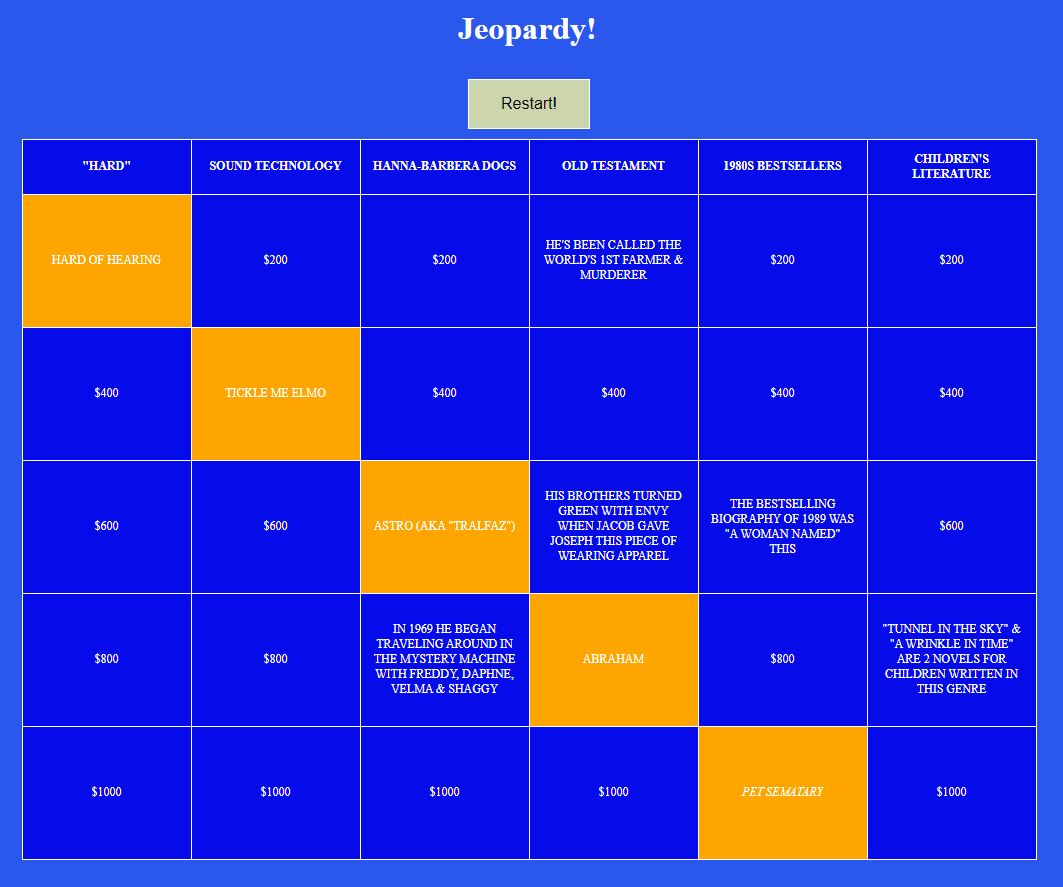 Jeopardy!
Restart!
"HARD"
SOUND TECHNOLOGY
HANNA-BARBERA DOGS
OLD TESTAMENT
1980S BESTSELLERS
CHILDREN'S
LITERATURE
HARD OF HEARING
$200
$200
HE'S BEEN CALLED THE
WORLD'S 1ST FARMER &
MURDERER
$200
$200
$400
TICKLE ME ELMO
$400
$400
$400
$400
$600
$600
ASTRO (AKA "TRALFAZ")
HIS BROTHERS TURNED
GREEN WITH ENVY
WHEN JACOB GAVE
JOSEPH THIS PIECE OF
WEARING APPAREL
THE BESTSELLING
BIOGRAPHY OF 1989 WAS
"A WOMAN NAMED"
THIS
$600
$800
$800
IN 1969 HE BEGAN
TRAVELING AROUND IN
THE MYSTERY MACHINE
WITH FREDDY, DAPHNE,
VELMA & SHAGGY
ABRAHAM
$800
"TUNNEL IN THE SKY" &
"A WRINKLE IN TIME"
ARE 2 NOVELS FOR
CHILDREN WRITTEN IN
THIS GENRE
$1000
$1000
$1000
$1000
PET SEMATARY
$1000